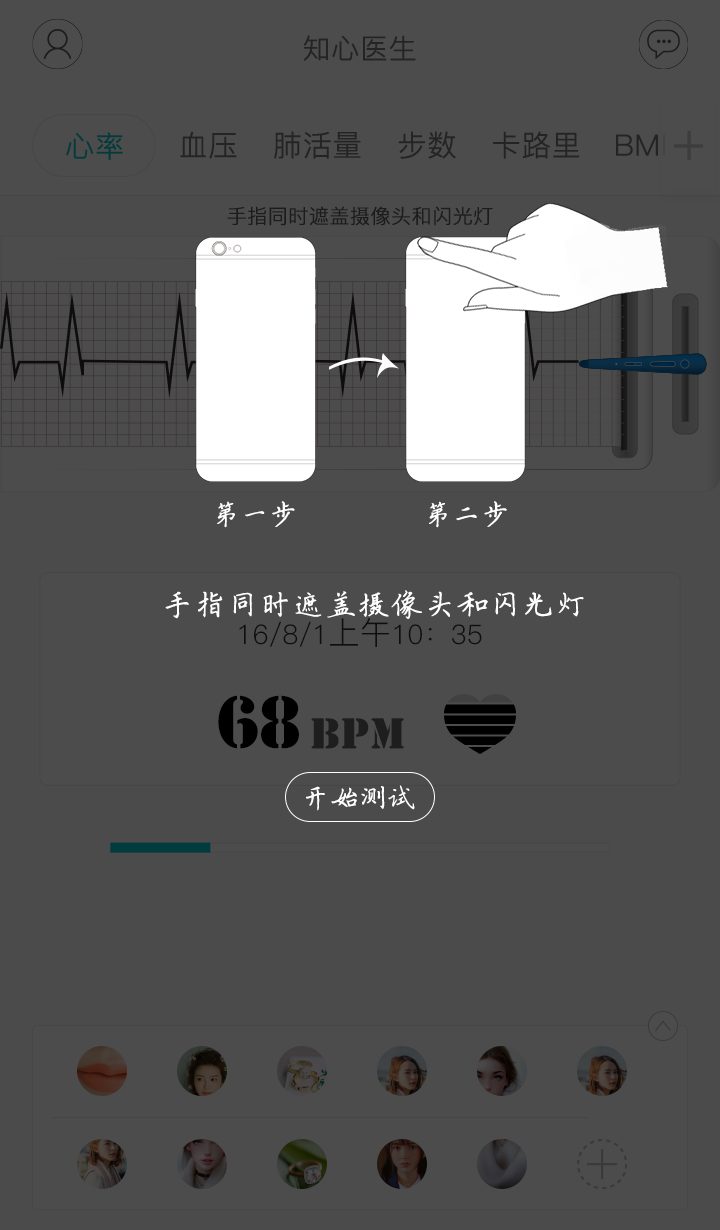 知心医生
心率 血压 肺活量 步数 卡路里 BM
手指同时遮盖摄像头和闪光灯
第一步 第二步
手指同时遮盖摄像头和闪光灯
16/8/1上午10：35
68 BPM
开始测试